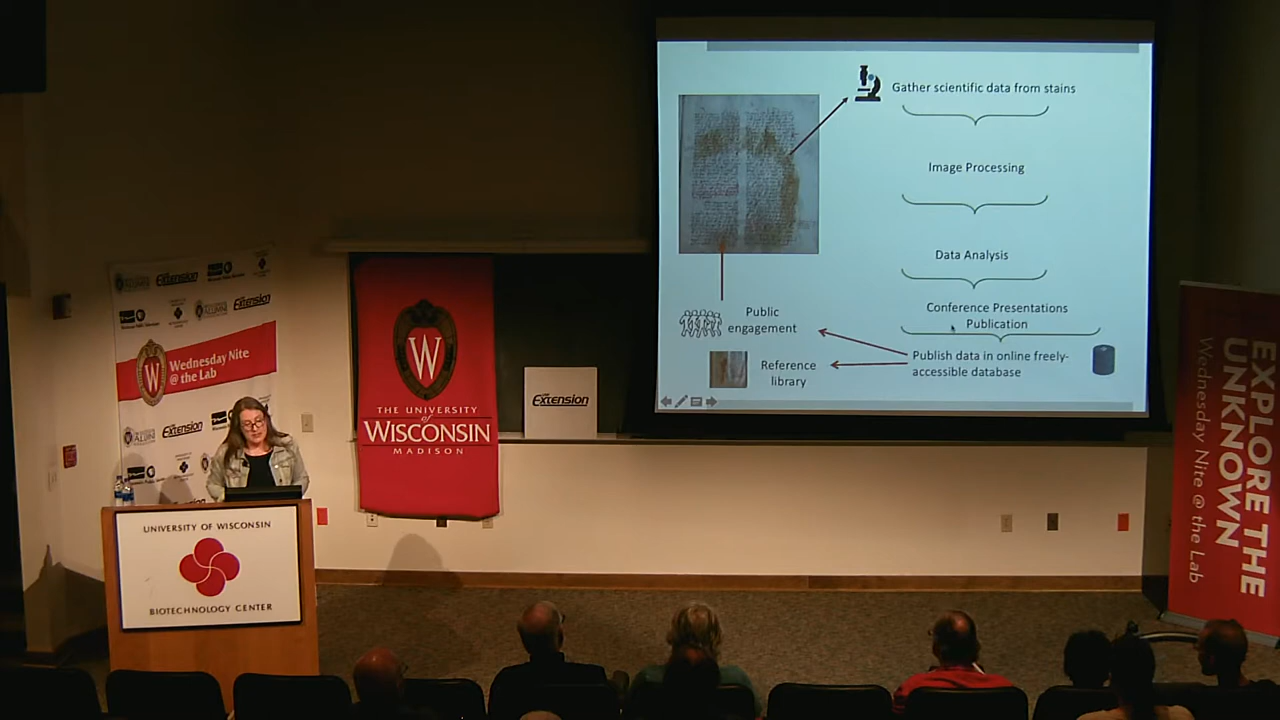 Gather scientific data from stains
Image Processing
Data Analysis
Conference Presentations
Publication
Public
engagement
Publish data in online freely-
accessible database
Reference
library
Extension
Wednesday Nite
@ the Lab
Extension
Extension
W
THE UNIVERSITY
of
WISCONSIN
MADISON
Extension
UNIVERSITY OF WISCONSIN
BIOTECHNOLOGY CENTER
EXPLORE THE
UNKNOWN
Wednesday Nite @ the Lab